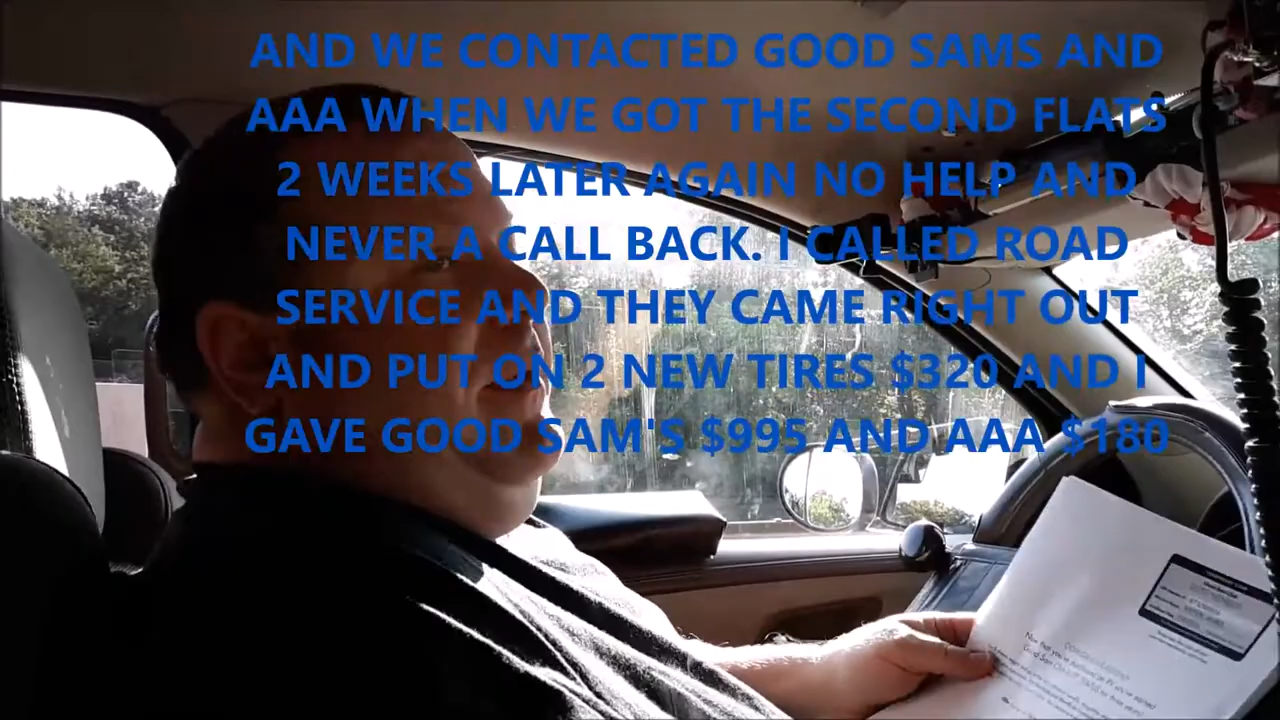 AND WE CONTACTED GOOD SAMS AND
AAA WHEN WE GOT THE SECOND FLATS
2 WEEKS LATER AGAIN NO HELP AND
NEVER A CALL BACK. I CALLED ROAD
SERVICE AND THEY CAME RIGHT OUT
AND PUT ON 2 NEW TIRES $320 AND I
GAVE GOOD SAM'S $995 AND AAA $180